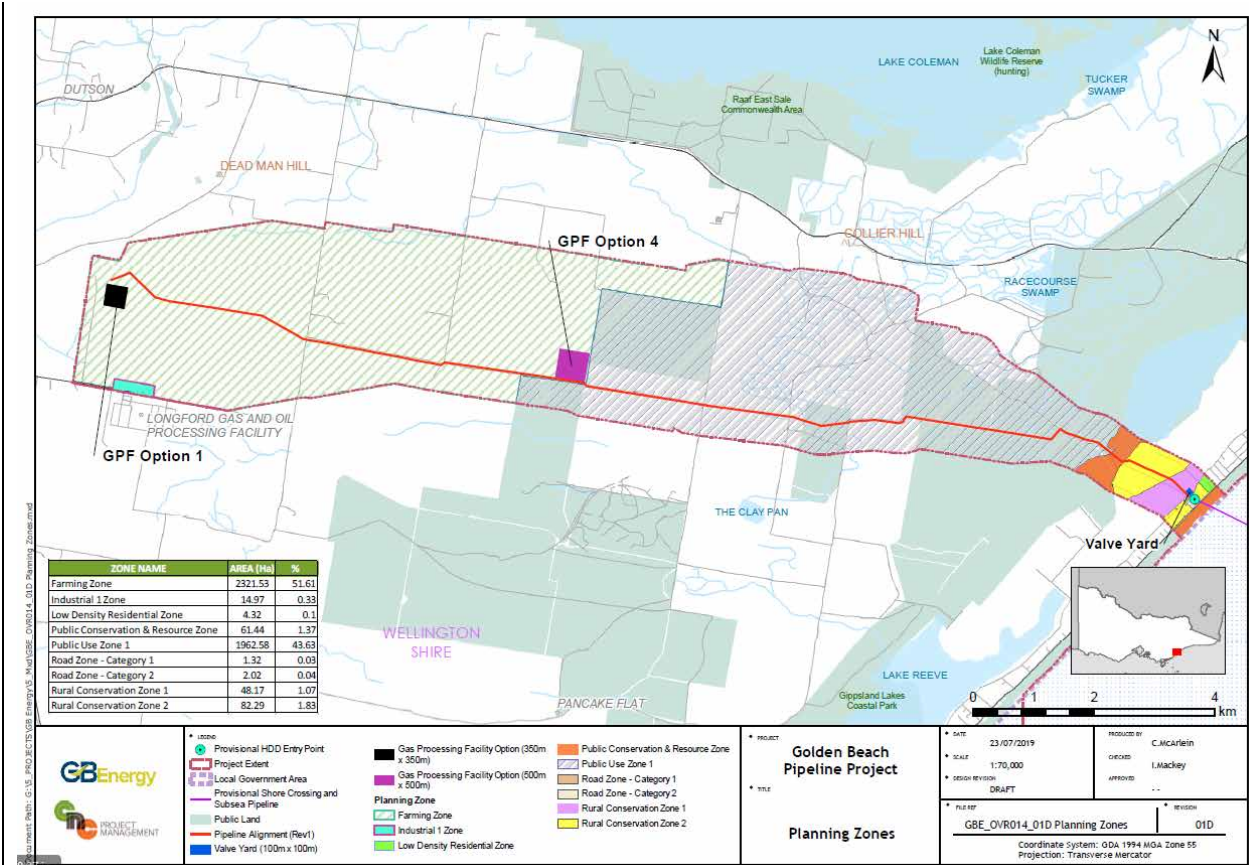 N
DUTSON
LAKE COLEMAN
Lake Coleman
Wildlife Reserve
(hunting)
TUCKER
SWAMP
Raaf East Sale
Commonwealth Area
DEAD MAN HILL
GPF Option 4
COLLIER HILL
RACECOURSE
SWAMP
LONGFORD GAS AND OIL
PROCESSING FACILITY
GPF Option 1
THE CLAY PAN
Valve Yard
ZONE NAME AREA (Ha) %
Farming Zone 2321.53 51.61
Industrial 1 Zone 14.97 0.33
Low Density Residential Zone 4.32 0.1
Public Conservation & Resource Zone 61.44 1.37
Public Use Zone 1 1962.58 43.63
Road Zone - Category 1 1.32 0.03
Road Zone - Category 2 2.02 0.04
Rural Conservation Zone 1 48.17 1.07
Rural Conservation Zone 2 82.29 1.83
WELLINGTON
SHIRE
PANCAKE FLAT
LAKE REEVE
Gippsland Lakes
Coastal Park
0 1 2 4
km
GBEnergy
cnc PROJECT
MANAGEMENT
LEGEND
Provisional HDD Entry Point
Project Extent
Local Government Area
Provisional Shore Crossing and
Subsea Pipeline
Public Land
Pipeline Alignment (Rev1)
Valve Yard (100m x 100m)
Gas Processing Facility Option (350m
x 350m)
Gas Processing Facility Option (500m
x 500m)
Planning Zone
Farming Zone
Industrial 1 Zone
Low Density Residential Zone
Public Conservation & Resource Zone
Public Use Zone 1
Road Zone - Category 1
Road Zone - Category 2
Rural Conservation Zone 1
Rural Conservation Zone 2
PROJECT
Golden Beach
Pipeline Project
TITLE
Planning Zones
DATE
23/07/2019
SCALE
1:70,000
DESIGN REVISION
DRAFT
PRODUCED BY
C.McArlein
CHECKED
I.Mackey
APPROVED
- -
FILE REF
GBE_OVR014_01D Planning Zones
REVISION
01D
Coordinate System: GDA 1994 MGA Zone 55
Projection: Transverse Mercator